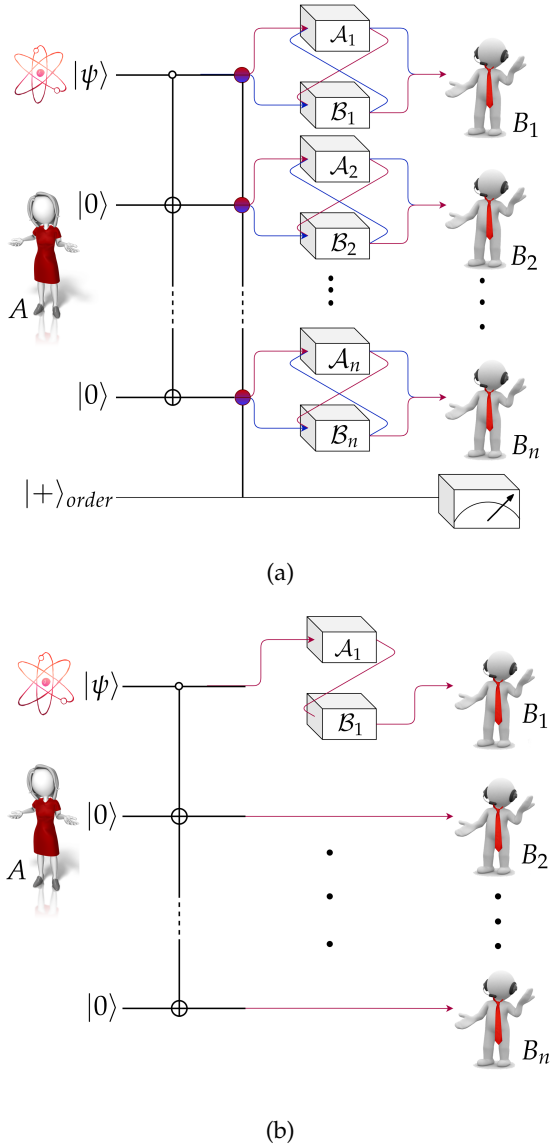 |ψ⟩ 𝒜₁ ℬ₁ B₁
A |0⟩ 𝒜₂ ℬ₂ B₂
|0⟩ 𝒜ₙ ℬₙ Bₙ
|+⟩order
(a)
|ψ⟩ 𝒜₁ ℬ₁ B₁
A |0⟩ B₂
|0⟩ Bₙ
(b)